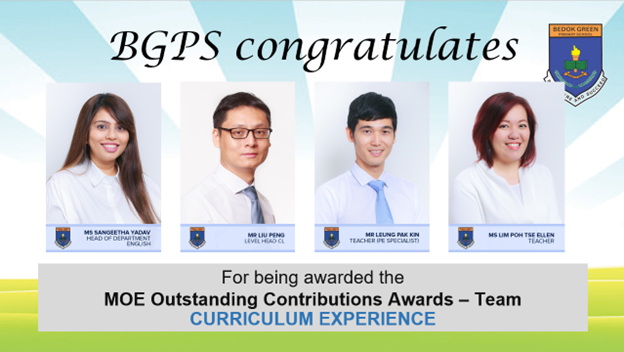 BGPS congratulates
BEDOK GREEN
PRIMARY SCHOOL
MS SANGEETHA YADAV
HEAD OF DEPARTMENT
ENGLISH
MR LIU PENG
LEVEL HEAD CL
MR LEUNG PAK KIN
TEACHER (PE SPECIALIST)
MS LIM POH TSE ELLEN
TEACHER
For being awarded the
MOE Outstanding Contributions Awards – Team
CURRICULUM EXPERIENCE